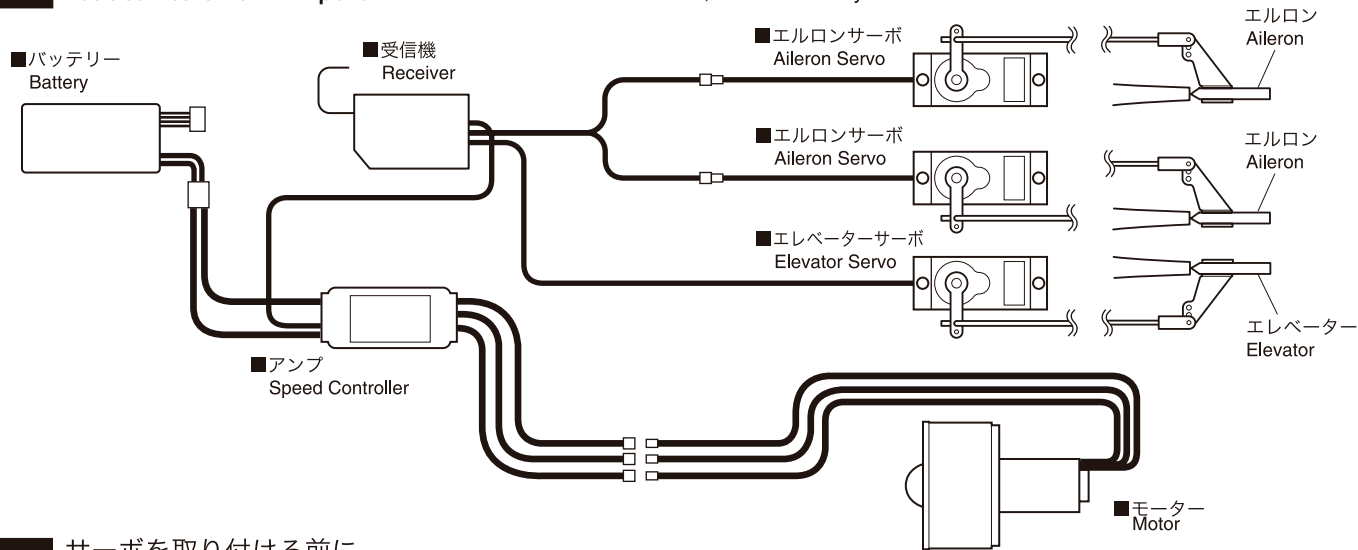 ■バッテリー
Battery
■受信機
Receiver
■エルロンサーボ
Aileron Servo
エルロン
Aileron
■エルロンサーボ
Aileron Servo
エルロン
Aileron
■エレベーターサーボ
Elevator Servo
エレベーター
Elevator
■アンプ
Speed Controller
■モーター
Motor
サーボを取り付ける前に